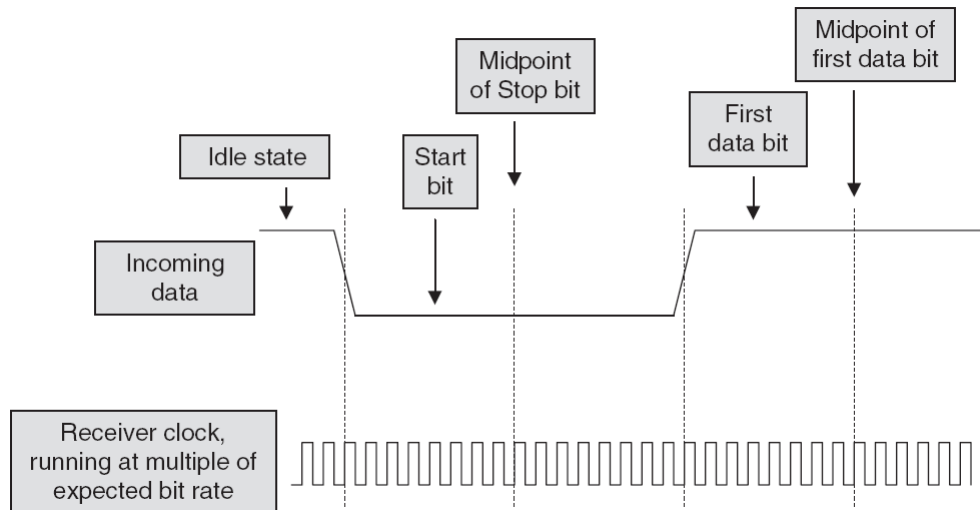 Midpoint of
first data bit
Midpoint
of Stop bit
First
data bit
Idle state
Start
bit
Incoming
data
Receiver clock,
running at multiple of
expected bit rate